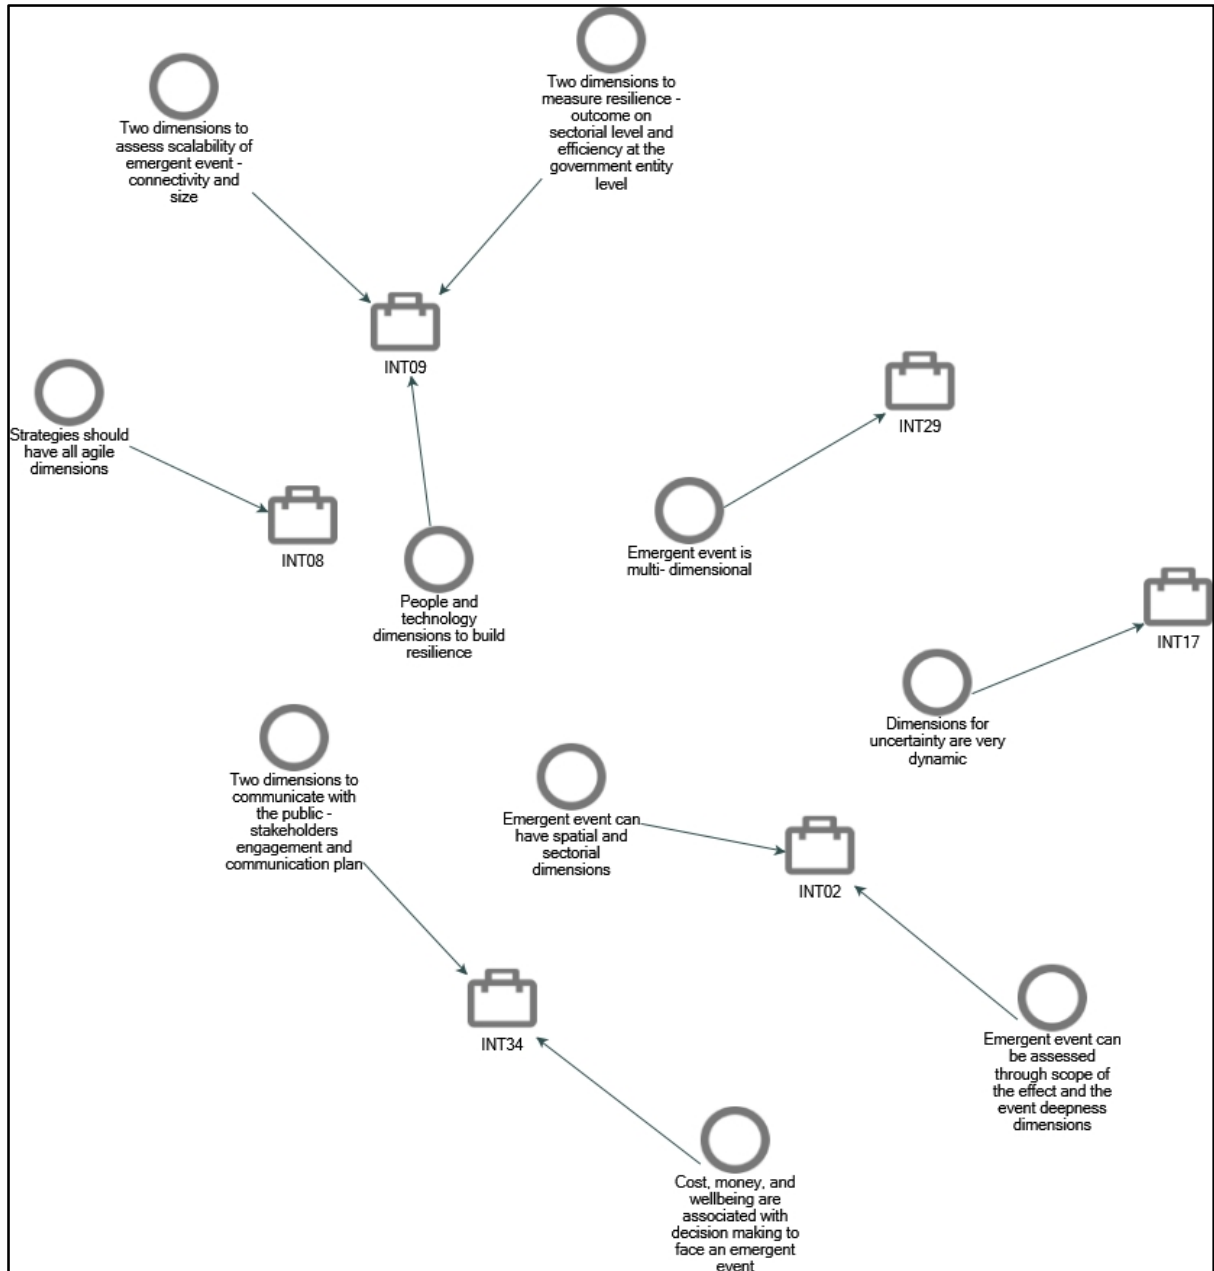 Two dimensions to
measure resilience -
outcome on
sectorial level and
efficiency at the
government entity
level
Two dimensions to
assess scalability of
emergent event -
connectivity and
size
INT09
INT29
Strategies should
have all agile
dimensions
INT08
Emergent event is
multi- dimensional
People and
technology
dimensions to build
resilience
INT17
Dimensions for
uncertainty are very
dynamic
Two dimensions to
communicate with
the public -
stakeholders
engagement and
communication plan
Emergent event can
have spatial and
sectorial
dimensions
INT02
INT34
Emergent event can
be assessed
through scope of
the effect and the
event deepness
dimensions
Cost, money, and
wellbeing are
associated with
decision making to
face an emergent
event